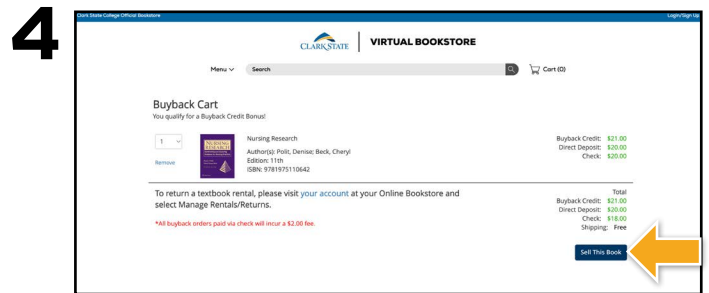 4
Clark State College Official Bookstore
Login/Sign Up
CLARK STATE
VIRTUAL BOOKSTORE
Menu
Search
Cart (0)
Buyback Cart
You qualify for a Buyback Credit Bonus!
1
Remove
NURSING
RESEARCH
Nursing Research
Author(s): Polit, Denise; Beck, Cheryl
Edition: 11th
ISBN: 9781975110642
Buyback Credit: $21.00
Direct Deposit: $20.00
Check: $20.00
To return a textbook rental, please visit your account at your Online Bookstore and
select Manage Rentals/Returns.
*All buyback orders paid via check will incur a $2.00 fee.
Total
Buyback Credit: $21.00
Direct Deposit: $20.00
Check: $18.00
Shipping: Free
Sell This Book